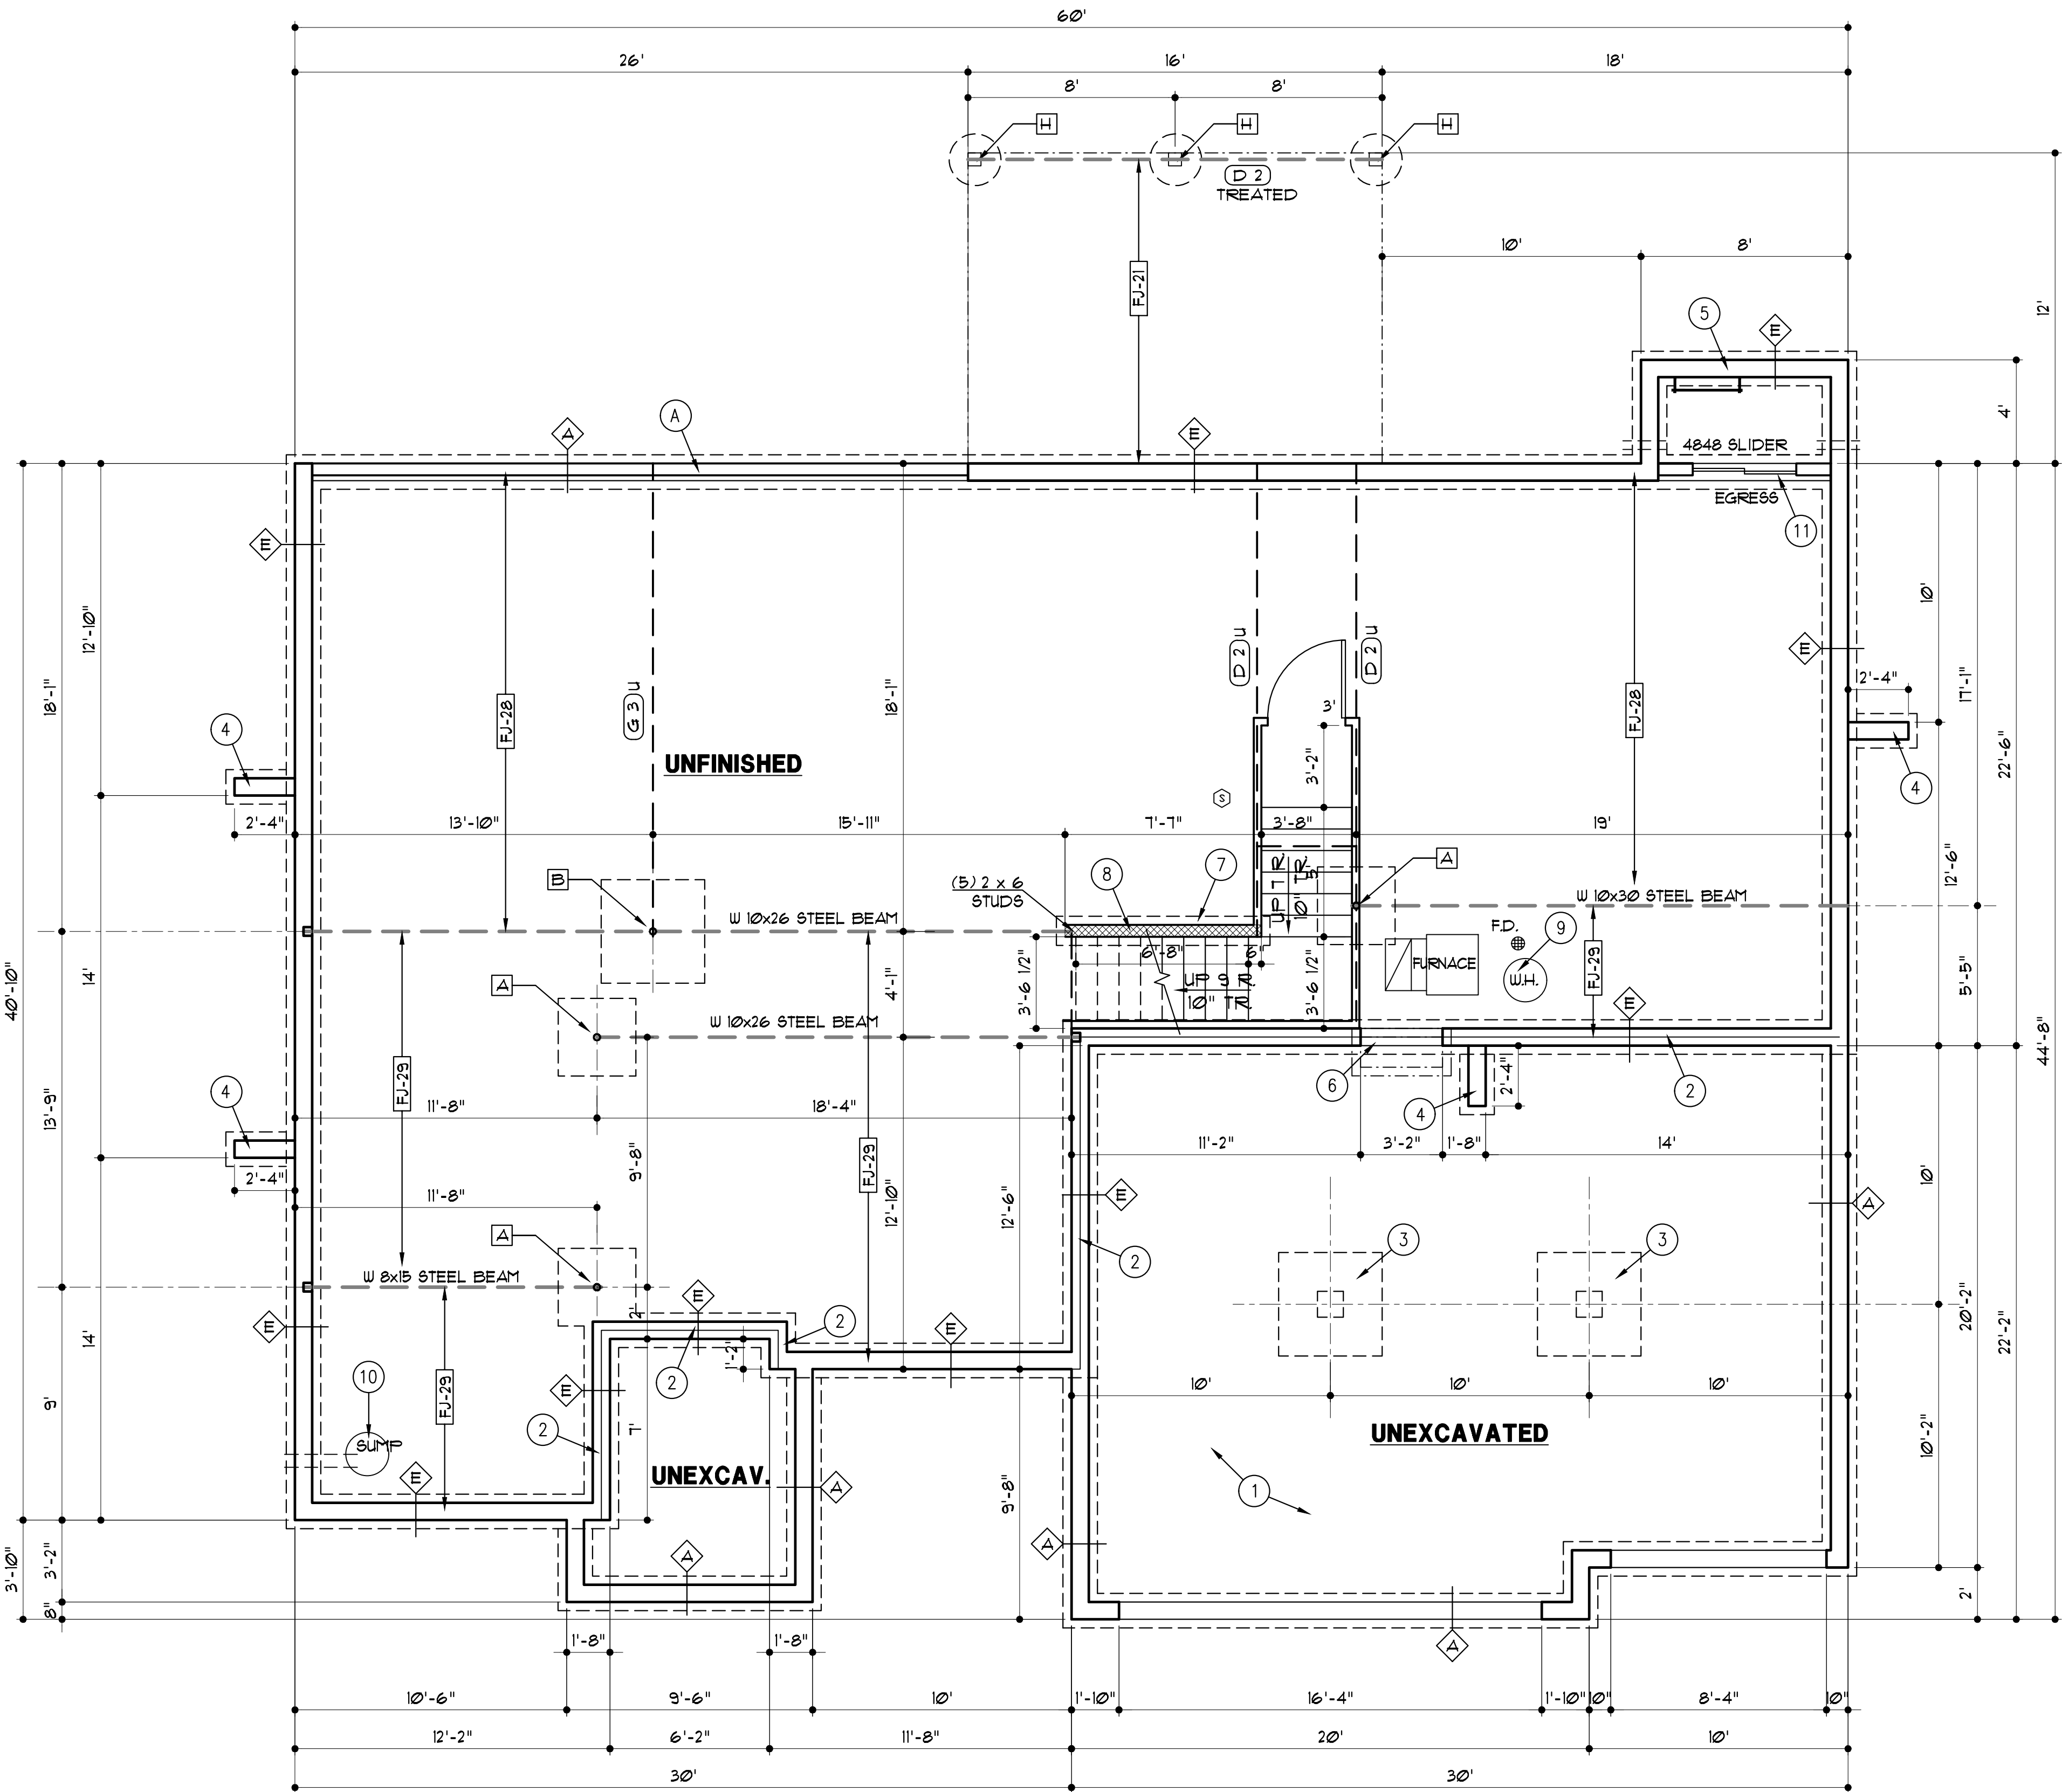 60'
26'
16'
18'
8'
8'
H
H
H
D 2
TREATED
10'
8'
FJ-21
12'
5
E
4'
A
A
E
4848 SLIDER
EGRESS
11
E
12'-10"
18'-1"
40'-10"
14'
13'-9"
14'
9'
3'-10"
3'-2"
8"
FJ-28
G 3 U
18'-1"
D 2 U
D 2 U
FJ-28
E
10'
17'-1"
22'-6"
2'-4"
4
4
UNFINISHED
3'
3'-2"
S
2'-4"
13'-10"
15'-11"
7'-7"
3'-8"
19'
12'-6"
B
(5) 2 x 6
STUDS
8
7
UP TR.
10" TR.
5
A
W 10x26 STEEL BEAM
W 10x30 STEEL BEAM
F.D.
9
FURNACE
W.H.
FJ-29
5'-5"
44'-8"
6'-8"
6"
A
4'-1"
3'-6 1/2"
UP 9 R.
10" TR.
3'-6 1/2"
E
W 10x26 STEEL BEAM
FJ-29
4
6
4
2'-4"
2
11'-8"
18'-4"
9'-8"
FJ-29
11'-2"
3'-2"
1'-8"
14'
10'
2'-4"
11'-8"
12'-10"
12'-6"
E
A
A
2
3
3
W 8x15 STEEL BEAM
E
E
2'
2
E
1'-2"
20'-2"
22'-2"
10
FJ-29
E
2
2
7'
10'
10'
10'
UNEXCAVATED
10'-2"
SUMP
E
UNEXCAV.
A
9'-8"
1
A
A
2'
A
1'-8"
1'-8"
10'-6"
9'-6"
10'
1'-10"
16'-4"
1'-10"
10"
8'-4"
10"
12'-2"
6'-2"
11'-8"
20'
10'
30'
30'